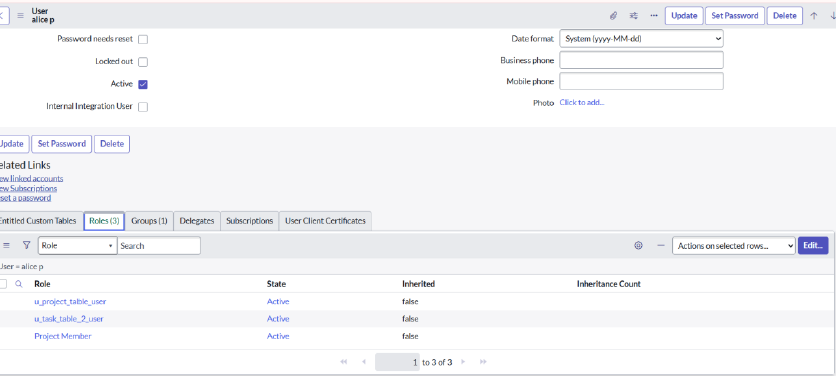 User
alice p
Update
Set Password
Delete
Password needs reset
Locked out
Active
Internal Integration User
Date format
System (yyyy-MM-dd)
Business phone
Mobile phone
Photo
Click to add...
Update
Set Password
Delete
elated Links
ew linked accounts
ew Subscriptions
eset a password
Entitled Custom Tables
Roles (3)
Groups (1)
Delegates
Subscriptions
User Client Certificates
Role
Search
Actions on selected rows...
Edit...
User = alice p
Role State Inherited Inheritance Count
u_project_table_user Active false
u_task_table_2_user Active false
Project Member Active false
1 to 3 of 3